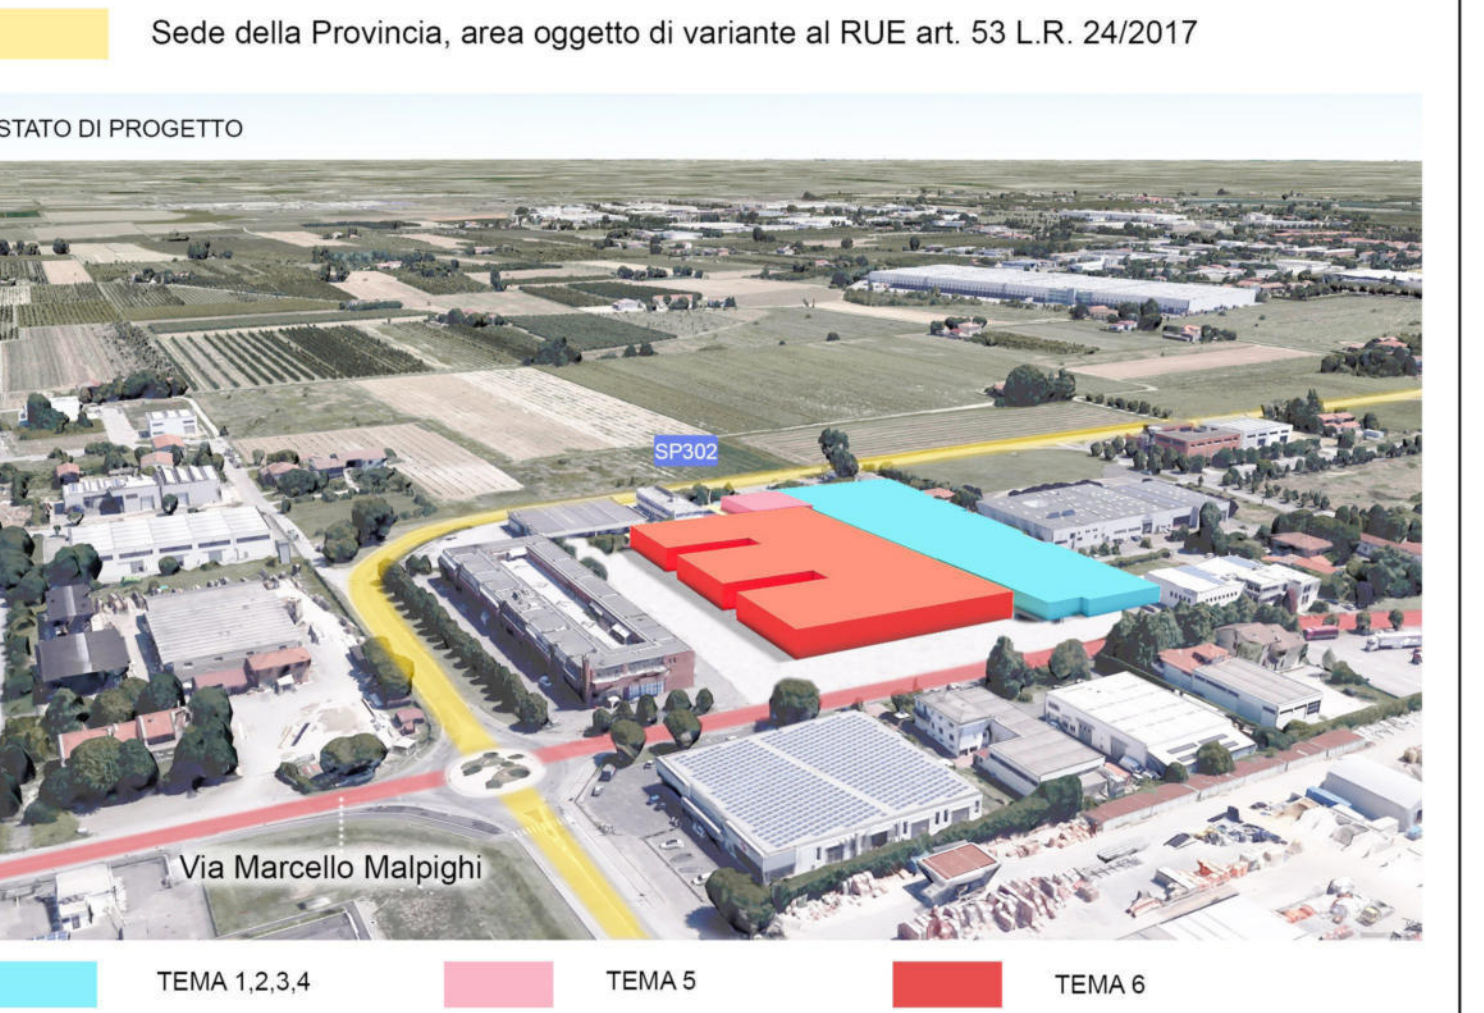 Sede della Provincia, area oggetto di variante al RUE art. 53 L.R. 24/2017
STATO DI PROGETTO
SP302
Via Marcello Malpighi
TEMA 1,2,3,4
TEMA 5
TEMA 6